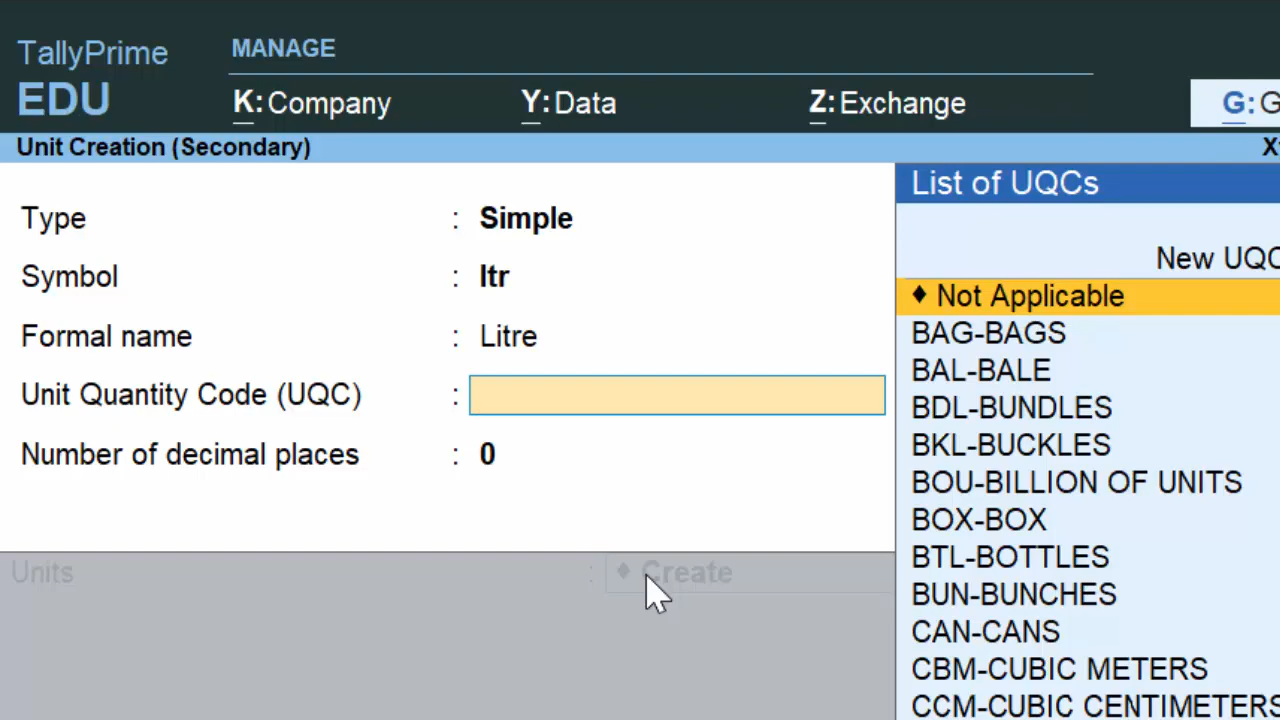 TallyPrime
EDU
MANAGE
K: Company
Y: Data
Z: Exchange
G: G
Unit Creation (Secondary)
Type : Simple
Symbol : ltr
Formal name : Litre
Unit Quantity Code (UQC) :
Number of decimal places : 0
Units : ♦ Create
List of UQCs
New UQC
♦ Not Applicable
BAG-BAGS
BAL-BALE
BDL-BUNDLES
BKL-BUCKLES
BOU-BILLION OF UNITS
BOX-BOX
BTL-BOTTLES
BUN-BUNCHES
CAN-CANS
CBM-CUBIC METERS
CCM-CUBIC CENTIMETERS